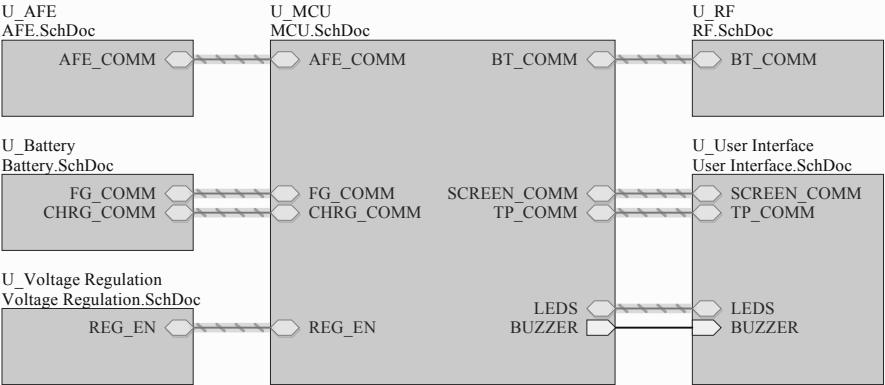 U_AFE
AFE.SchDoc
AFE_COMM
U_MCU
MCU.SchDoc
AFE_COMM
BT_COMM
U_RF
RF.SchDoc
BT_COMM
U_Battery
Battery.SchDoc
FG_COMM
CHRG_COMM
FG_COMM
CHRG_COMM
SCREEN_COMM
TP_COMM
U_User Interface
User Interface.SchDoc
SCREEN_COMM
TP_COMM
U_Voltage Regulation
Voltage Regulation.SchDoc
REG_EN
REG_EN
LEDS
BUZZER
LEDS
BUZZER